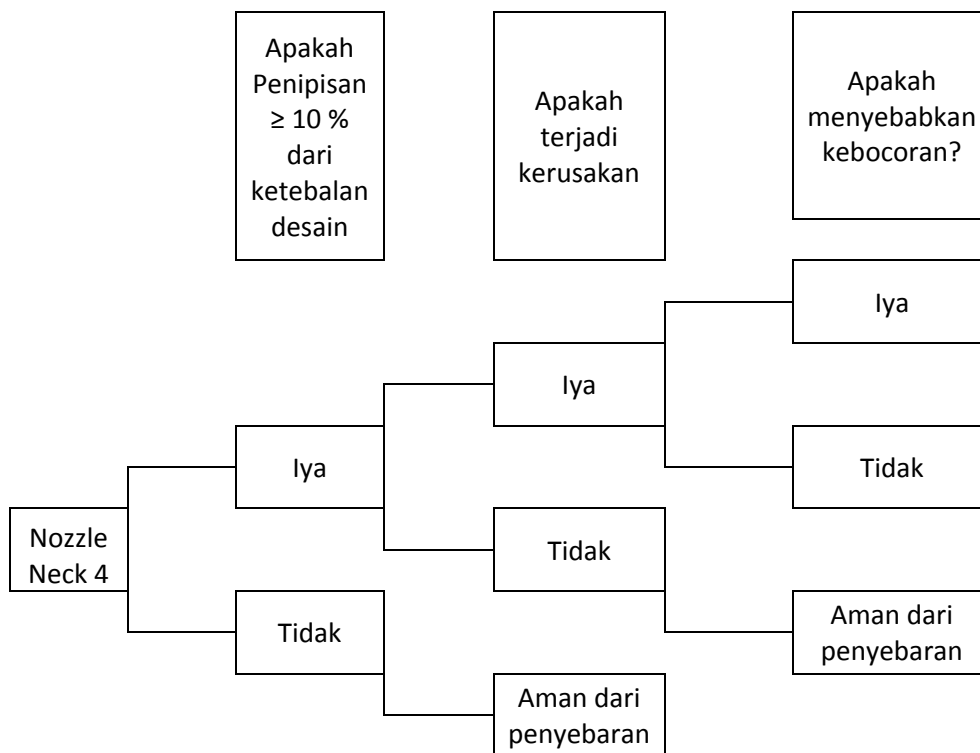 Apakah
Penipisan
≥ 10 %
dari
ketebalan
desain
Apakah
terjadi
kerusakan
Apakah
menyebabkan
kebocoran?
Iya
Iya
Iya
Tidak
Nozzle
Neck 4
Tidak
Tidak
Aman dari
penyebaran
Aman dari
penyebaran